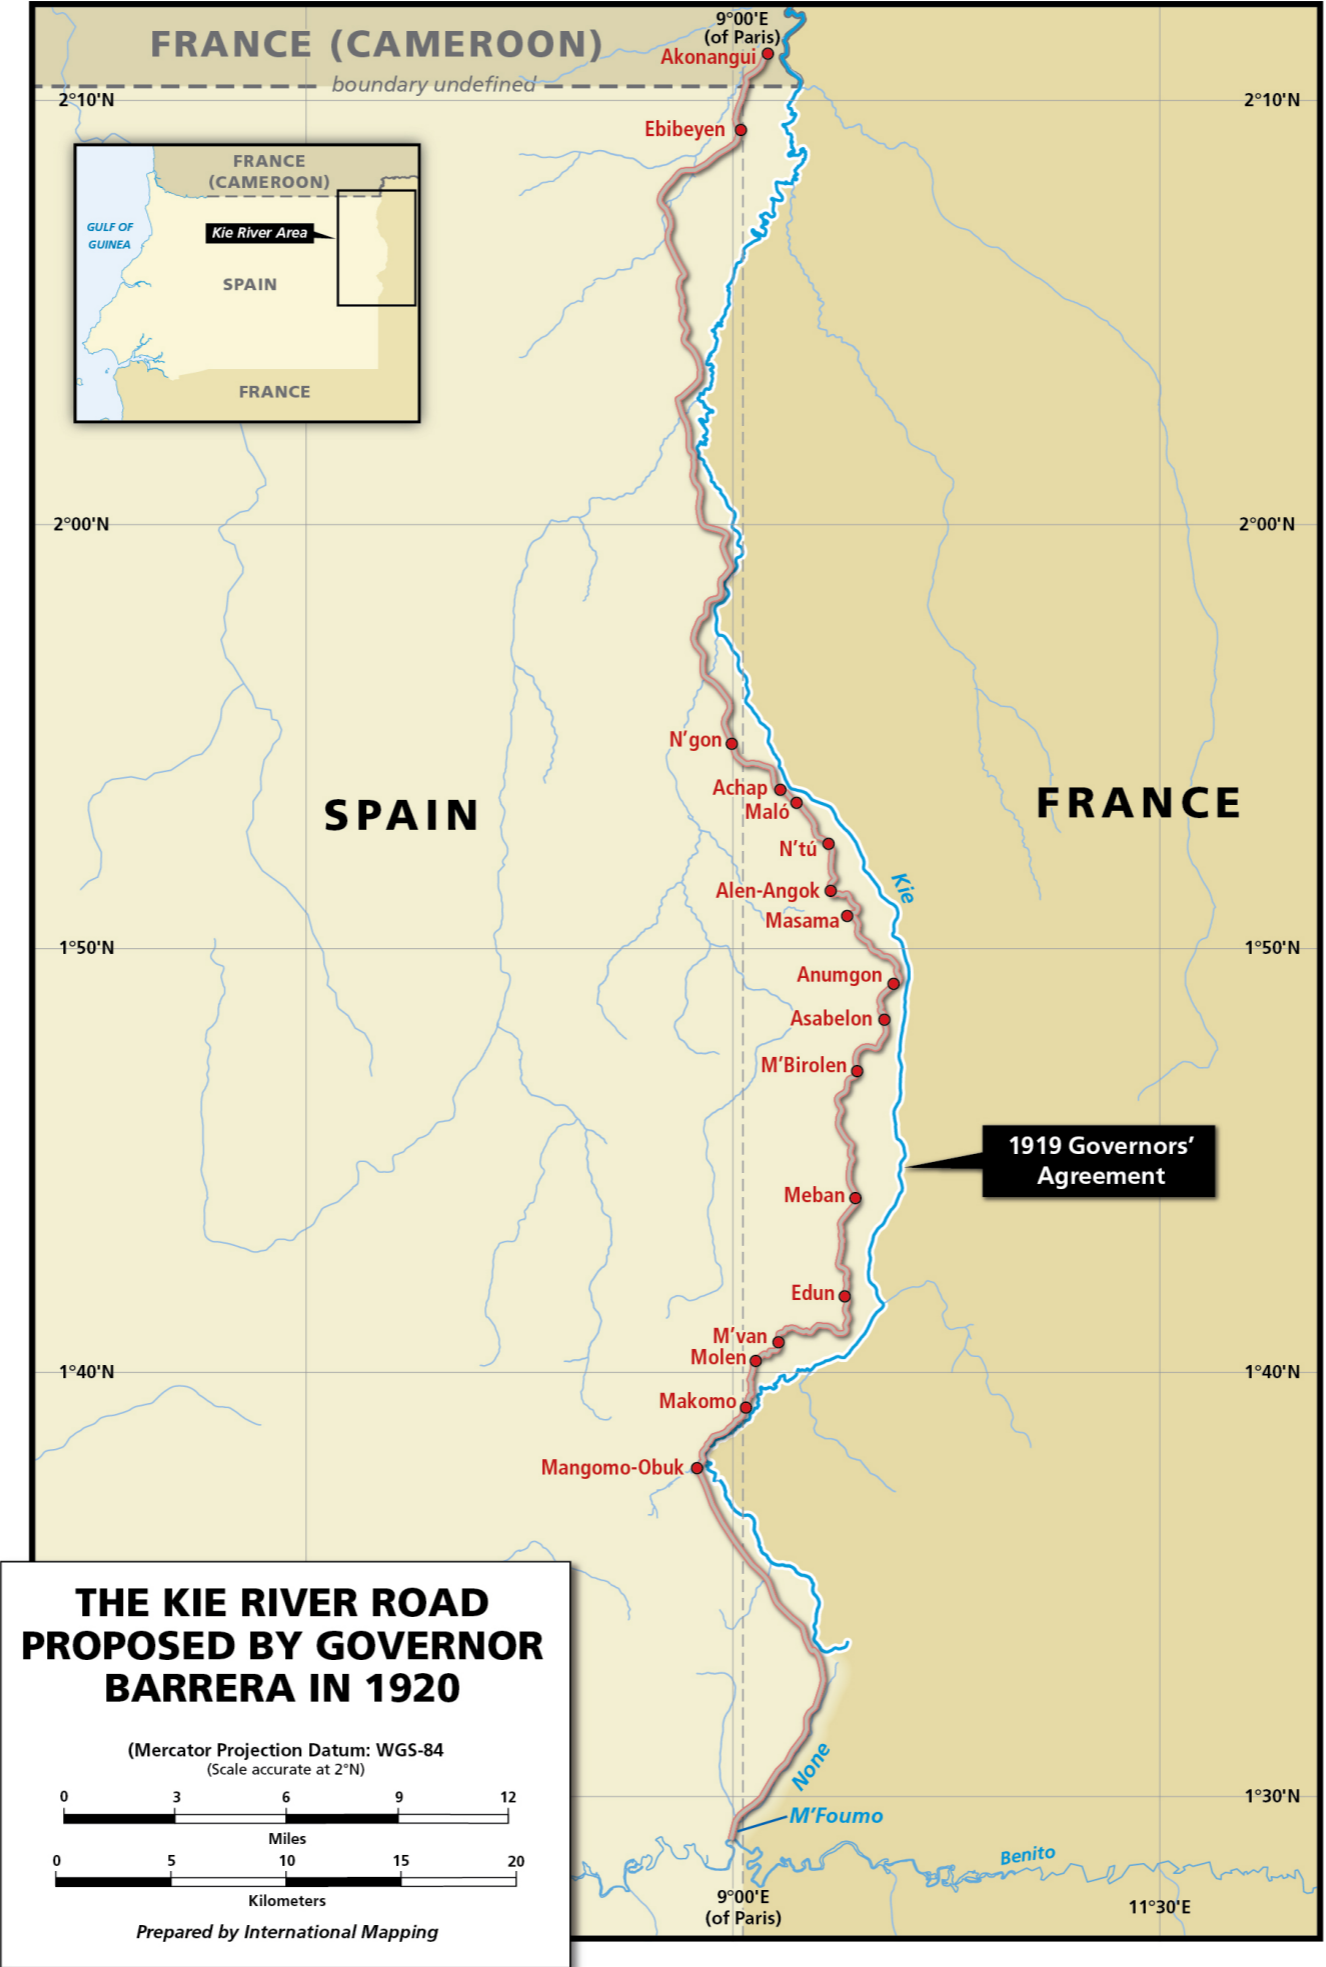 9°00'E
(of Paris)
FRANCE (CAMEROON)
Akonangui
boundary undefined
2°10'N
2°10'N
Ebibeyen
FRANCE
(CAMEROON)
GULF OF
GUINEA
Kie River Area
SPAIN
FRANCE
2°00'N
2°00'N
N'gon
Achap
Maló
SPAIN
FRANCE
N'tú
Alen-Angok
Kie
Masama
1°50'N
1°50'N
Anumgon
Asabelon
M'Birolen
1919 Governors'
Agreement
Meban
Edun
M'van
Molen
1°40'N
1°40'N
Makomo
Mangomo-Obuk
THE KIE RIVER ROAD
PROPOSED BY GOVERNOR
BARRERA IN 1920
(Mercator Projection Datum: WGS-84
(Scale accurate at 2°N)
0 3 6 9 12
Miles
0 5 10 15 20
Kilometers
Prepared by International Mapping
None
1°30'N
M'Foumo
Benito
9°00'E
(of Paris)
11°30'E